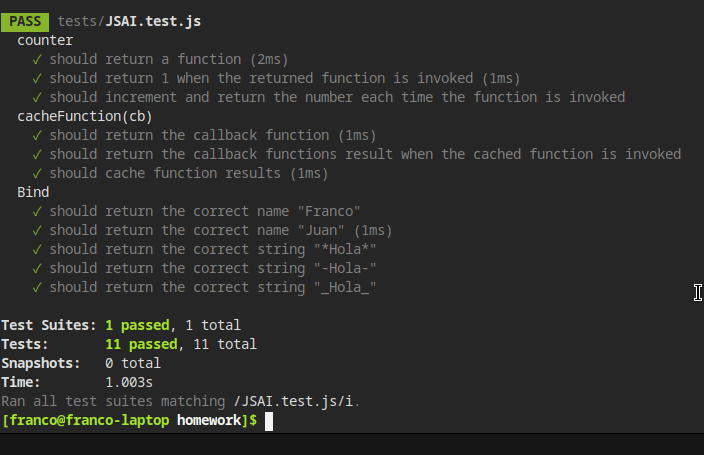 PASS tests/JSAI.test.js
counter
✓ should return a function (2ms)
✓ should return 1 when the returned function is invoked (1ms)
✓ should increment and return the number each time the function is invoked
cacheFunction(cb)
✓ should return the callback function (1ms)
✓ should return the callback functions result when the cached function is invoked
✓ should cache function results (1ms)
Bind
✓ should return the correct name "Franco"
✓ should return the correct name "Juan" (1ms)
✓ should return the correct string "*Hola*"
✓ should return the correct string "-Hola-"
✓ should return the correct string "_Hola_"
Test Suites: 1 passed, 1 total
Tests: 11 passed, 11 total
Snapshots: 0 total
Time: 1.003s
Ran all test suites matching /JSAI.test.js/i.
[franco@franco-laptop homework]$